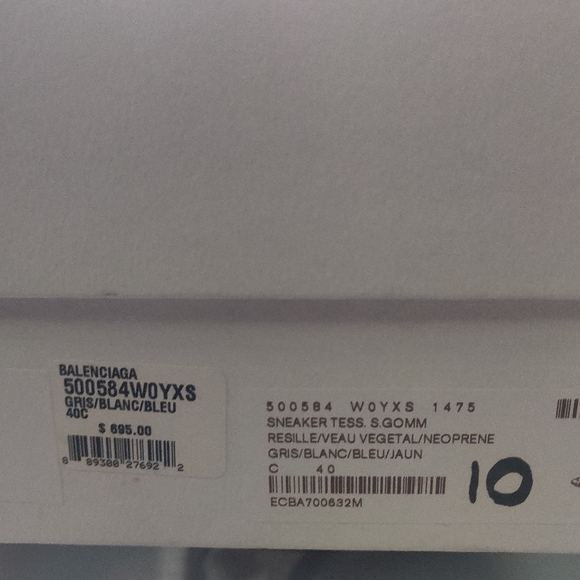 BALENCIAGA
500584W0YXS
GRIS/BLANC/BLEU
40C
$ 695.00
8 89300 27692 2
500584 W0YXS 1475
SNEAKER TESS. S.GOMM
RESILLE/VEAU VEGETAL/NEOPRENE
GRIS/BLANC/BLEU/JAUN
C 40
ECBA700632M
10